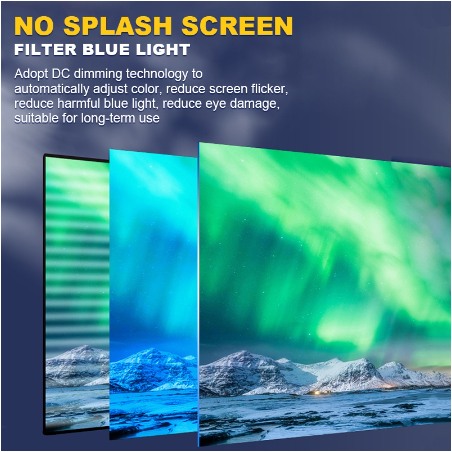 NO SPLASH SCREEN
FILTER BLUE LIGHT
Adopt DC dimming technology to
automatically adjust color, reduce screen flicker,
reduce harmful blue light, reduce eye damage,
suitable for long-term use